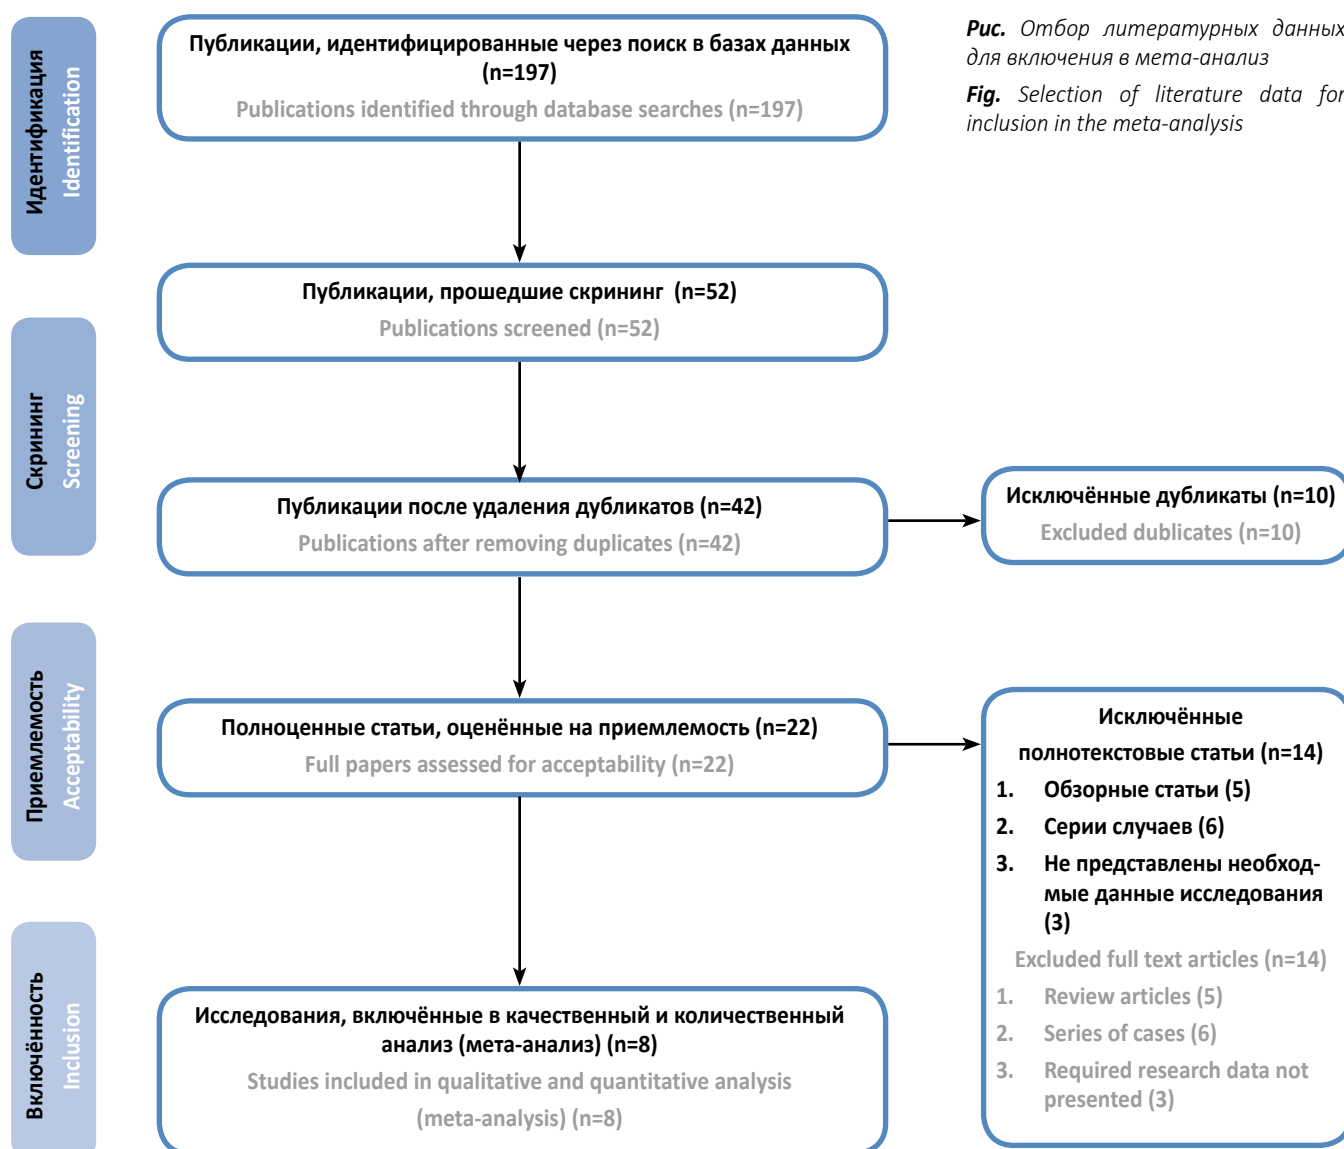 Идентификация
Identification
Публикации, идентифицированные через поиск в базах данных
(n=197)
Publications identified through database searches (n=197)
Рис. Отбор литературных данных
для включения в мета-анализ
Fig. Selection of literature data for
inclusion in the meta-analysis
Скрининг
Screening
Публикации, прошедшие скрининг (n=52)
Publications screened (n=52)
Публикации после удаления дубликатов (n=42)
Publications after removing duplicates (n=42)
Исключённые дубликаты (n=10)
Excluded dublicates (n=10)
Приемлемость
Acceptability
Полноценные статьи, оценённые на приемлемость (n=22)
Full papers assessed for acceptability (n=22)
Исключённые
полнотекстовые статьи (n=14)
1. Обзорные статьи (5)
2. Серии случаев (6)
3. Не представлены необход-
мые данные исследования
(3)
Excluded full text articles (n=14)
1. Review articles (5)
2. Series of cases (6)
3. Required research data not
presented (3)
Включённость
Inclusion
Исследования, включённые в качественный и количественный
анализ (мета-анализ) (n=8)
Studies included in qualitative and quantitative analysis
(meta-analysis) (n=8)